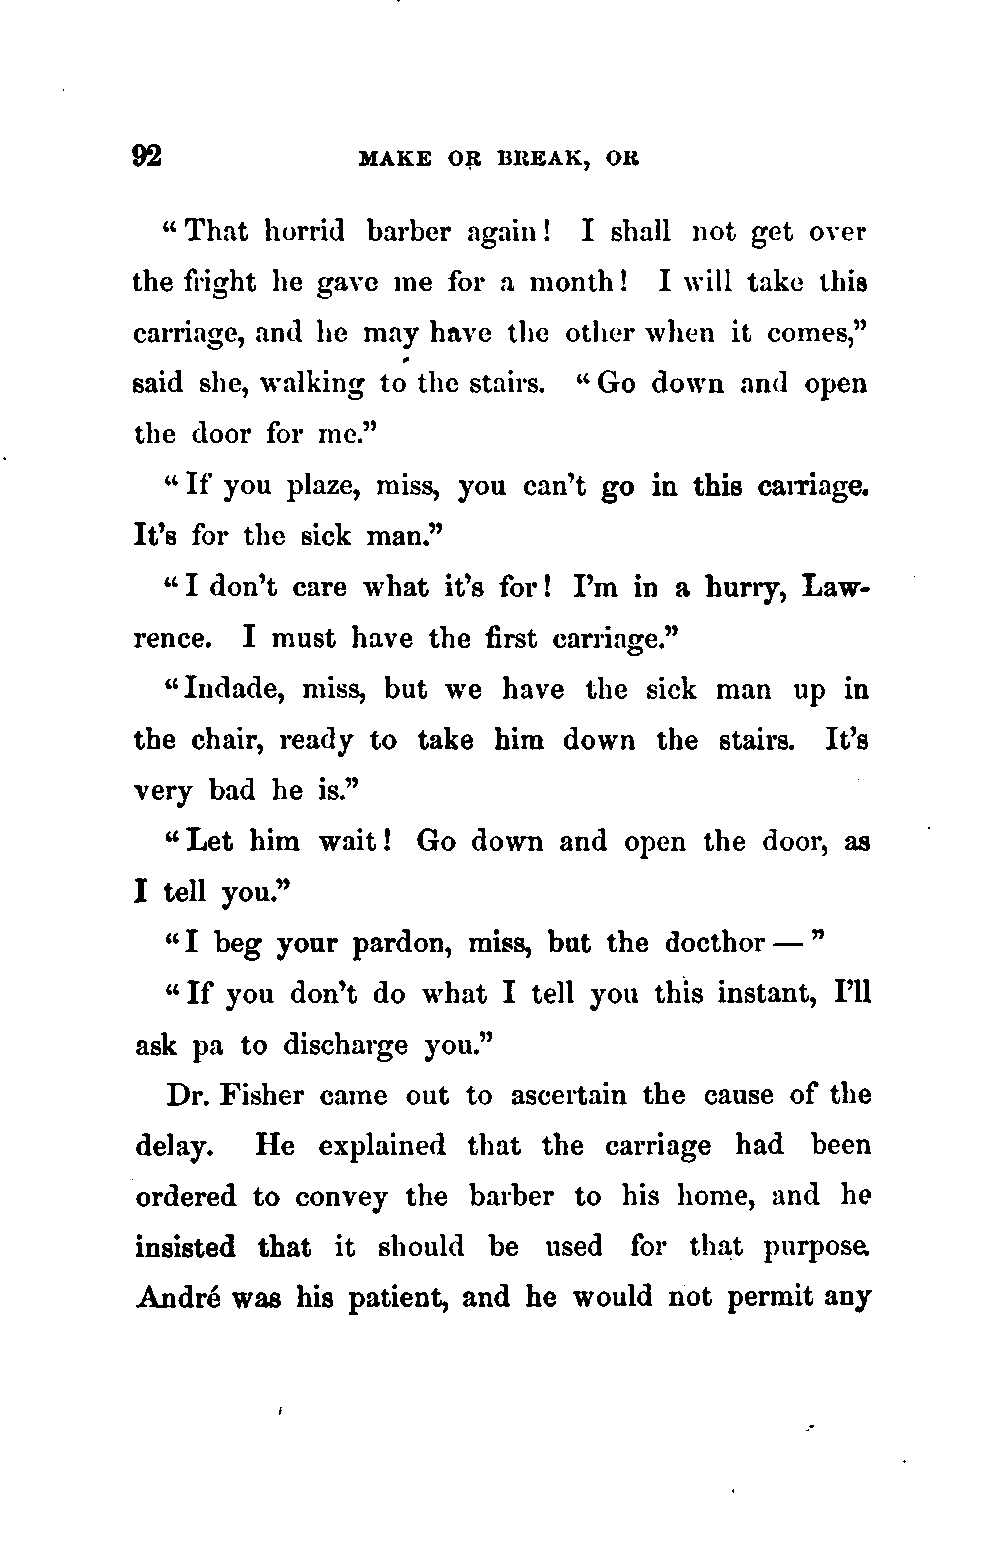 92 MAKE OR BREAK, OR
“That horrid barber again! I shall not get over
the fright he gave me for a month! I will take this
carriage, and he may have the other when it comes,”
said she, walking to the stairs. “Go down and open
the door for me.”
“If you plaze, miss, you can’t go in this carriage.
It’s for the sick man.”
“I don’t care what it’s for! I’m in a hurry, Law-
rence. I must have the first carriage.”
“Indade, miss, but we have the sick man up in
the chair, ready to take him down the stairs. It’s
very bad he is.”
“Let him wait! Go down and open the door, as
I tell you.”
“I beg your pardon, miss, but the docthor — ”
“If you don’t do what I tell you this instant, I’ll
ask pa to discharge you.”
Dr. Fisher came out to ascertain the cause of the
delay. He explained that the carriage had been
ordered to convey the barber to his home, and he
insisted that it should be used for that purpose.
André was his patient, and he would not permit any